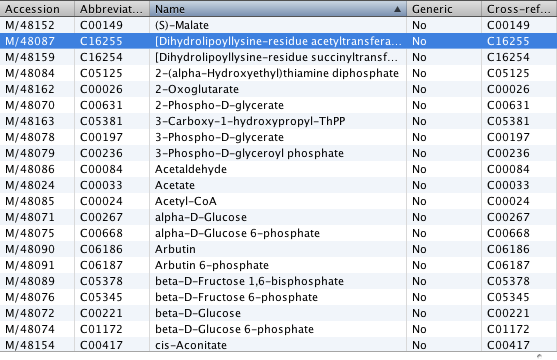 Accession Abbreviat... Name Generic Cross-ref...
M/48152 C00149 (S)-Malate No C00149
M/48087 C16255 [Dihydrolipoyllysine-residue acetyltransfera... No C16255
M/48159 C16254 [Dihydrolipoyllysine-residue succinyltransf... No C16254
M/48084 C05125 2-(alpha-Hydroxyethyl)thiamine diphosphate No C05125
M/48162 C00026 2-Oxoglutarate No C00026
M/48070 C00631 2-Phospho-D-glycerate No C00631
M/48163 C05381 3-Carboxy-1-hydroxypropyl-ThPP No C05381
M/48078 C00197 3-Phospho-D-glycerate No C00197
M/48079 C00236 3-Phospho-D-glyceroyl phosphate No C00236
M/48086 C00084 Acetaldehyde No C00084
M/48024 C00033 Acetate No C00033
M/48085 C00024 Acetyl-CoA No C00024
M/48071 C00267 alpha-D-Glucose No C00267
M/48075 C00668 alpha-D-Glucose 6-phosphate No C00668
M/48090 C06186 Arbutin No C06186
M/48091 C06187 Arbutin 6-phosphate No C06187
M/48089 C05378 beta-D-Fructose 1,6-bisphosphate No C05378
M/48076 C05345 beta-D-Fructose 6-phosphate No C05345
M/48072 C00221 beta-D-Glucose No C00221
M/48074 C01172 beta-D-Glucose 6-phosphate No C01172
M/48154 C00417 cis-Aconitate No C00417